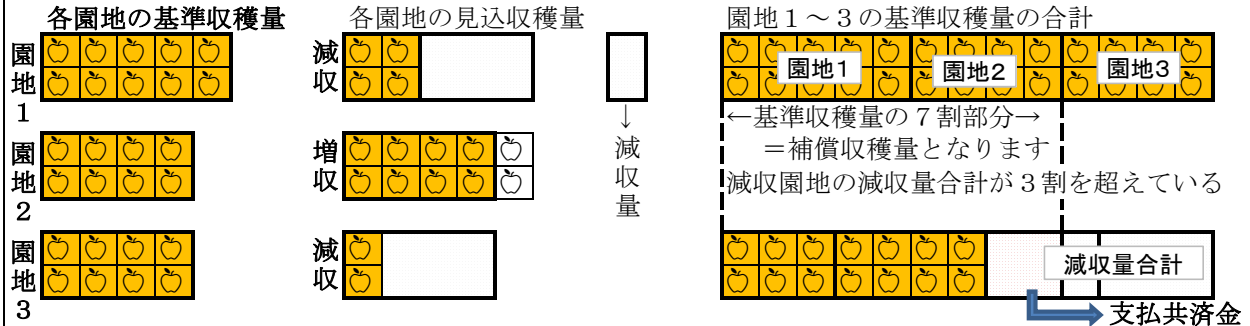 各園地の基準収穫量
各園地の見込収穫量
園地１～３の基準収穫量の合計
園地１
減収
園地1
園地2
園地3
↓減収量
←基準収穫量の７割部分→
＝補償収穫量となります
減収園地の減収量合計が３割を超えている
園地２
増収
園地３
減収
減収量合計
支払共済金